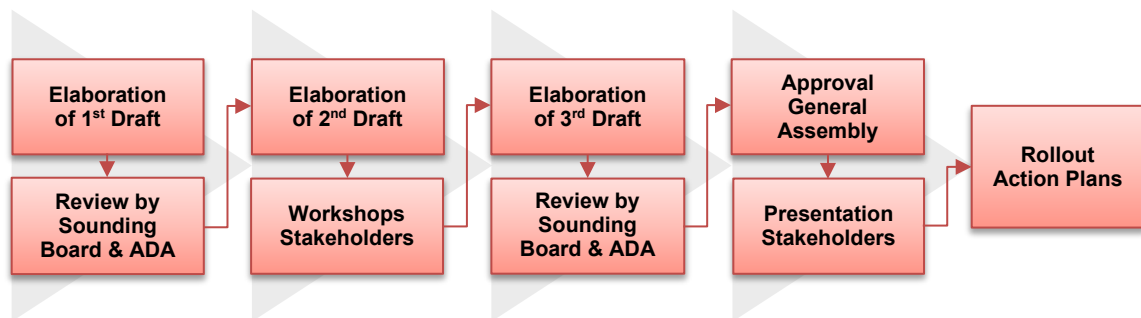 Elaboration
of 1st Draft
Review by
Sounding
Board & ADA
Elaboration
of 2nd Draft
Workshops
Stakeholders
Elaboration
of 3rd Draft
Review by
Sounding
Board & ADA
Approval
General
Assembly
Presentation
Stakeholders
Rollout
Action Plans